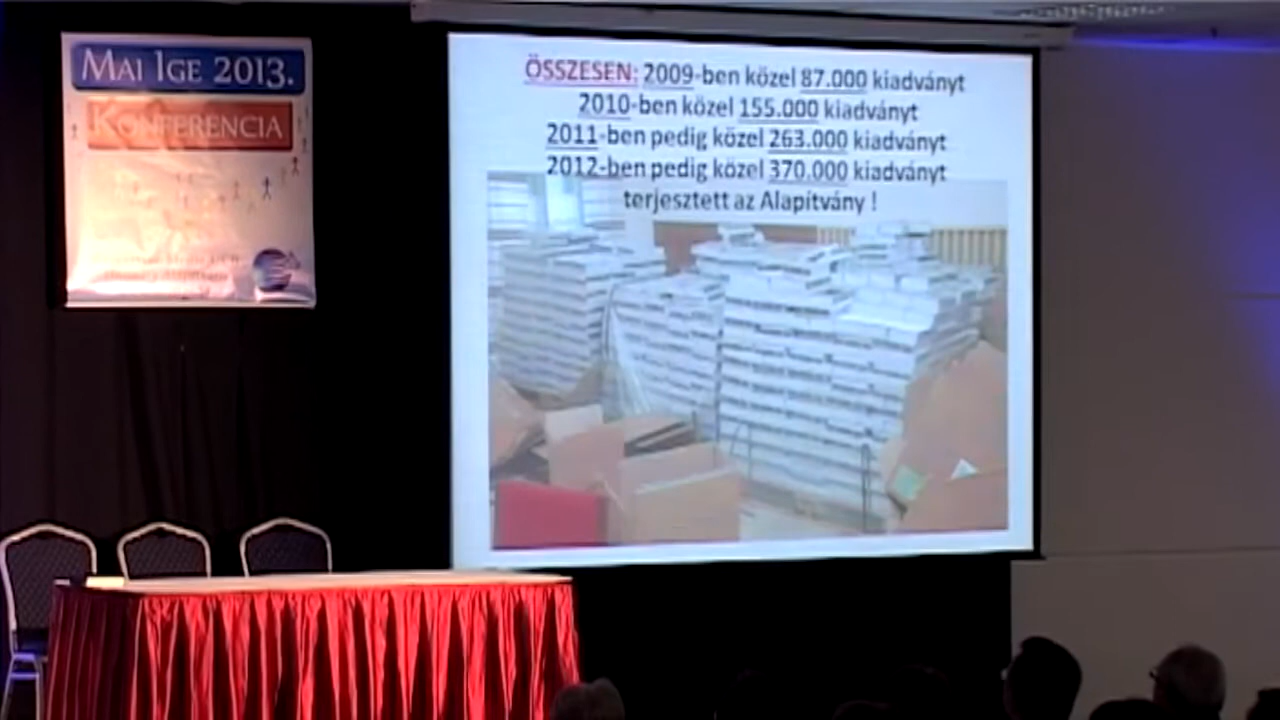 MAI IGE 2013.
KONFERENCIA
ÖSSZESEN: 2009-ben közel 87.000 kiadványt
2010-ben közel 155.000 kiadványt
2011-ben pedig közel 263.000 kiadványt
2012-ben pedig közel 370.000 kiadványt
terjesztett az Alapítvány !